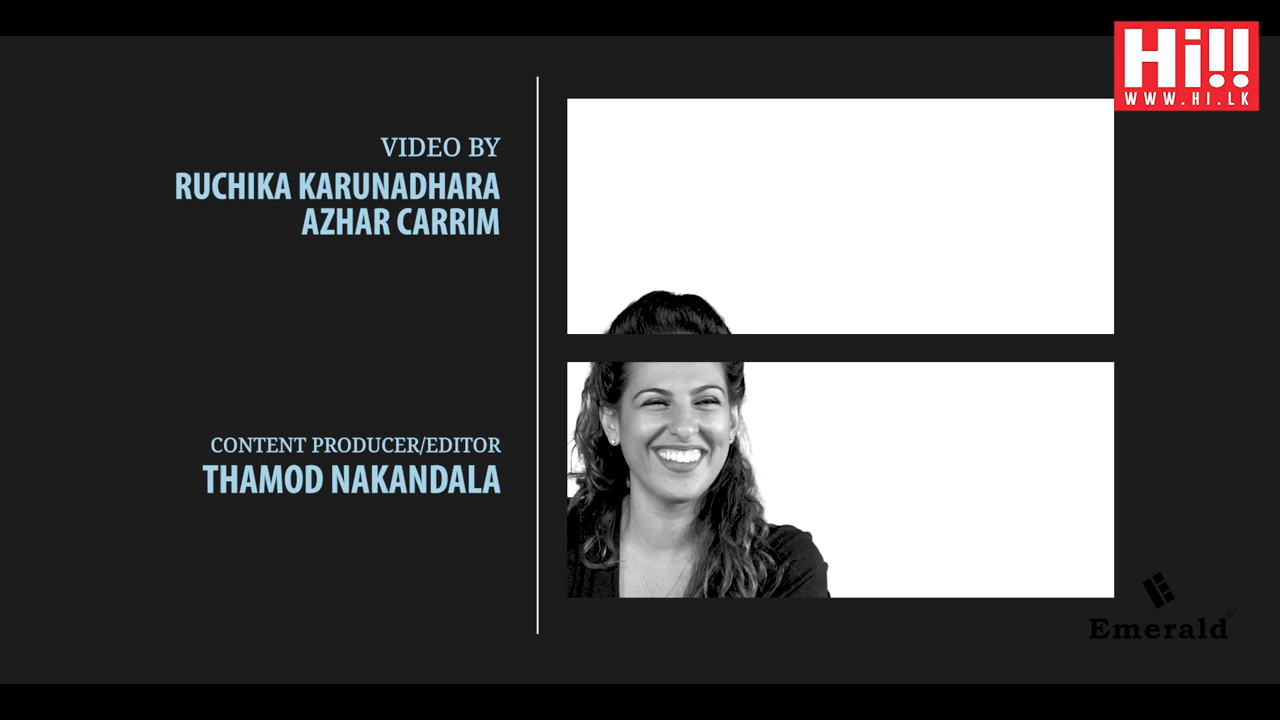 Hi!!
WWW.HI.LK
VIDEO BY
RUCHIKA KARUNADHARA
AZHAR CARRIM
CONTENT PRODUCER/EDITOR
THAMOD NAKANDALA
Emerald®